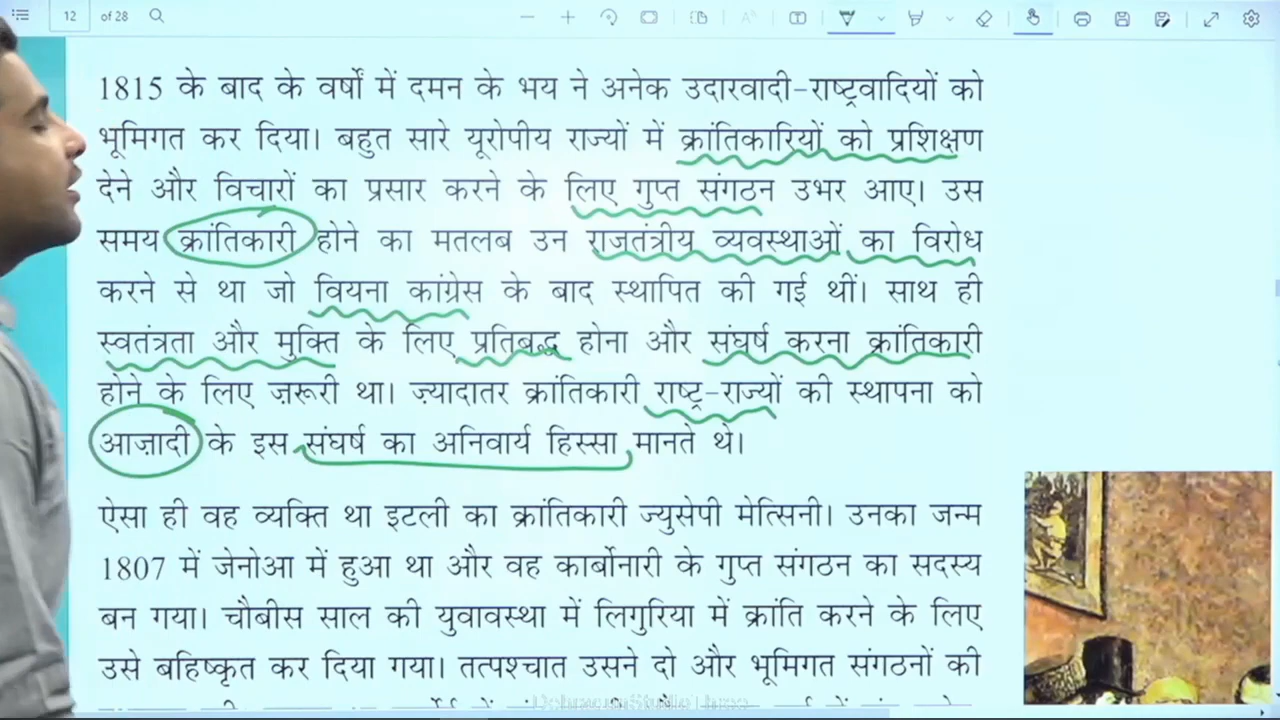 12 of 28
1815 के बाद के वर्षों में दमन के भय ने अनेक उदारवादी-राष्ट्रवादियों को
भूमिगत कर दिया। बहुत सारे यूरोपीय राज्यों में क्रांतिकारियों को प्रशिक्षण
देने और विचारों का प्रसार करने के लिए गुप्त संगठन उभर आए। उस
समय क्रांतिकारी होने का मतलब उन राजतंत्रीय व्यवस्थाओं का विरोध
करने से था जो वियना कांग्रेस के बाद स्थापित की गई थीं। साथ ही
स्वतंत्रता और मुक्ति के लिए प्रतिबद्ध होना और संघर्ष करना क्रांतिकारी
होने के लिए ज़रूरी था। ज़्यादातर क्रांतिकारी राष्ट्र-राज्यों की स्थापना को
आज़ादी के इस संघर्ष का अनिवार्य हिस्सा मानते थे।
ऐसा ही वह व्यक्ति था इटली का क्रांतिकारी ज्युसेपी मेत्सिनी। उनका जन्म
1807 में जेनोआ में हुआ था और वह कार्बोनारी के गुप्त संगठन का सदस्य
बन गया। चौबीस साल की युवावस्था में लिगुरिया में क्रांति करने के लिए
उसे बहिष्कृत कर दिया गया। तत्पश्चात उसने दो और भूमिगत संगठनों की